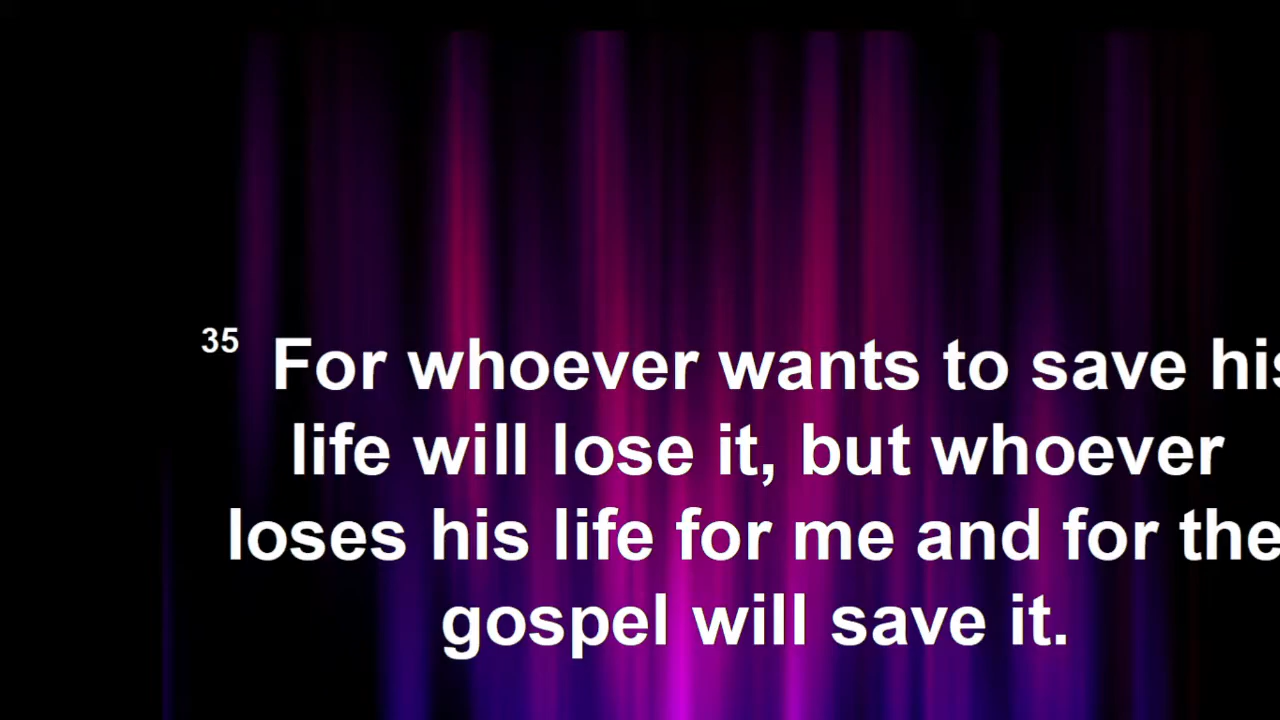 35 For whoever wants to save his
life will lose it, but whoever
loses his life for me and for the
gospel will save it.